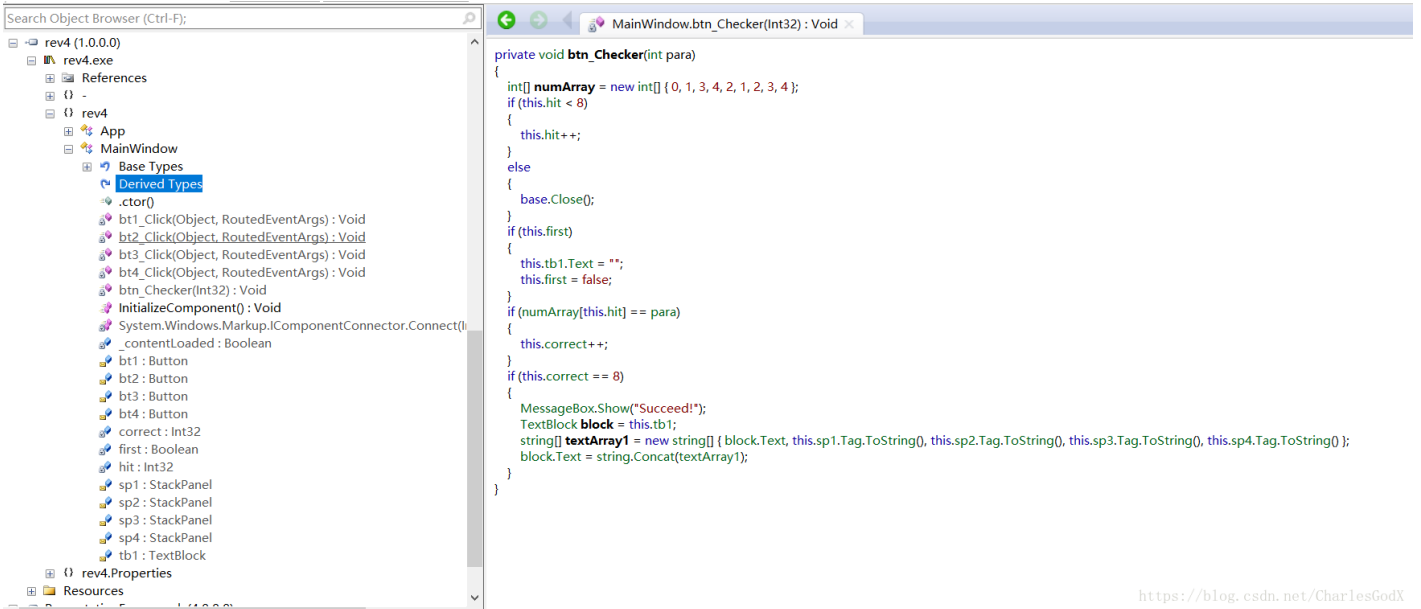 Search Object Browser (Ctrl-F);
rev4 (1.0.0.0)
rev4.exe
References
{} -
{} rev4
App
MainWindow
Base Types
Derived Types
.ctor()
bt1_Click(Object, RoutedEventArgs) : Void
bt2_Click(Object, RoutedEventArgs) : Void
bt3_Click(Object, RoutedEventArgs) : Void
bt4_Click(Object, RoutedEventArgs) : Void
btn_Checker(Int32) : Void
InitializeComponent() : Void
System.Windows.Markup.IComponentConnector.Connect(I
_contentLoaded : Boolean
bt1 : Button
bt2 : Button
bt3 : Button
bt4 : Button
correct : Int32
first : Boolean
hit : Int32
sp1 : StackPanel
sp2 : StackPanel
sp3 : StackPanel
sp4 : StackPanel
tb1 : TextBlock
{} rev4.Properties
Resources
MainWindow.btn_Checker(Int32) : Void
private void btn_Checker(int para)
{
int[] numArray = new int[] { 0, 1, 3, 4, 2, 1, 2, 3, 4 };
if (this.hit < 8)
{
this.hit++;
}
else
{
base.Close();
}
if (this.first)
{
this.tb1.Text = "";
this.first = false;
}
if (numArray[this.hit] == para)
{
this.correct++;
}
if (this.correct == 8)
{
MessageBox.Show("Succeed!");
TextBlock block = this.tb1;
string[] textArray1 = new string[] { block.Text, this.sp1.Tag.ToString(), this.sp2.Tag.ToString(), this.sp3.Tag.ToString(), this.sp4.Tag.ToString() };
block.Text = string.Concat(textArray1);
}
}
https://blog.csdn.net/CharlesGodX